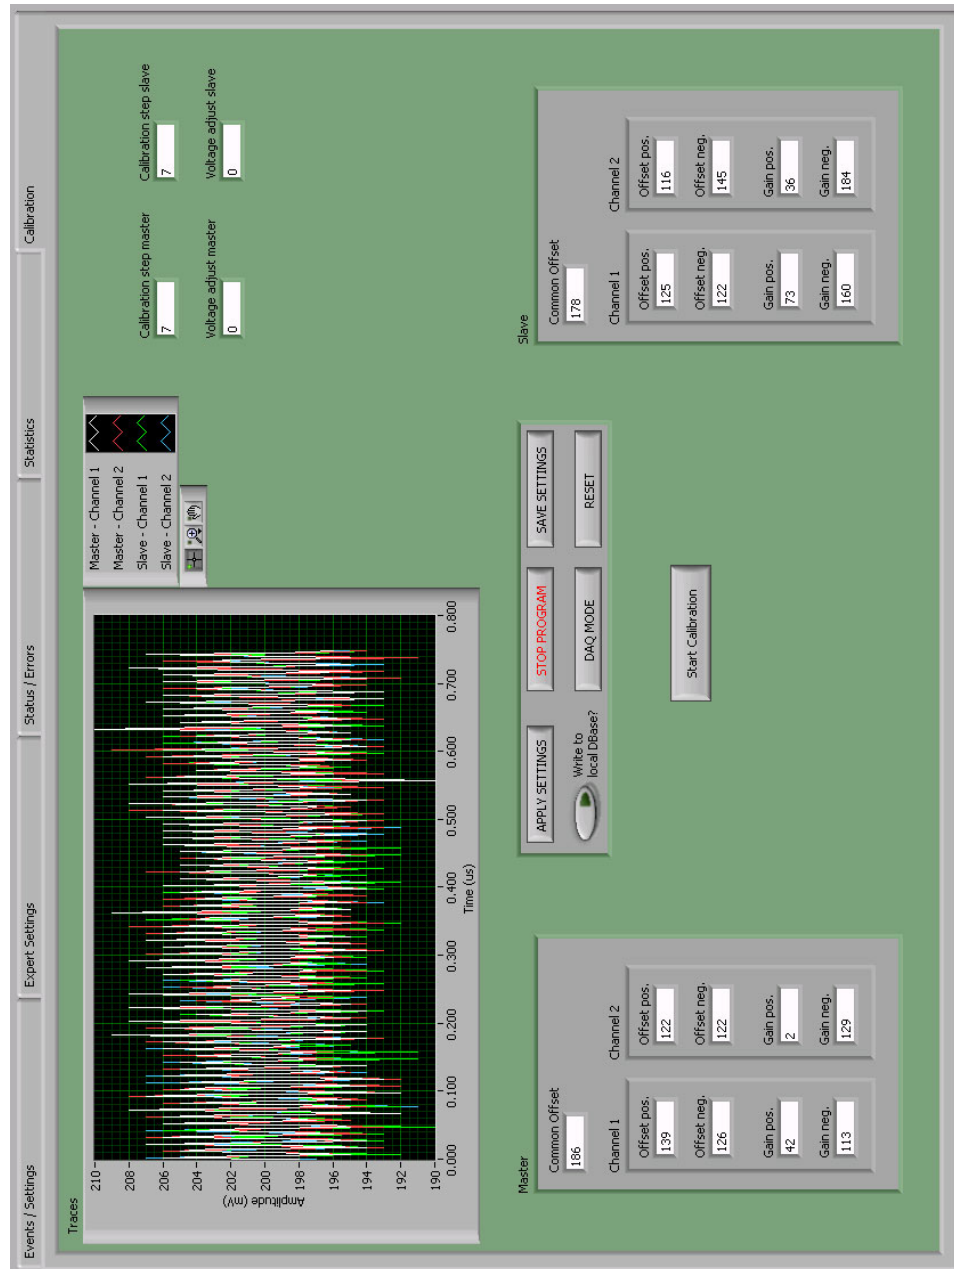 Events / Settings
Expert Settings
Status / Errors
Statistics
Calibration
Traces
210
208
206
204
202
200
198
196
194
192
190
Amplitude (mV)
0.000
0.100
0.200
0.300
0.400
0.500
0.600
0.700
0.800
Time (us)
Master - Channel 1
Master - Channel 2
Slave - Channel 1
Slave - Channel 2
Calibration step master
7
Calibration step slave
7
Voltage adjust master
0
Voltage adjust slave
0
Master
Common Offset
186
Channel 1
Offset pos.
139
Offset neg.
126
Gain pos.
42
Gain neg.
113
Channel 2
Offset pos.
122
Offset neg.
122
Gain pos.
2
Gain neg.
129
APPLY SETTINGS
STOP PROGRAM
SAVE SETTINGS
Write to
local DBase?
DAQ MODE
RESET
Start Calibration
Slave
Common Offset
178
Channel 1
Offset pos.
125
Offset neg.
122
Gain pos.
73
Gain neg.
160
Channel 2
Offset pos.
116
Offset neg.
145
Gain pos.
36
Gain neg.
184